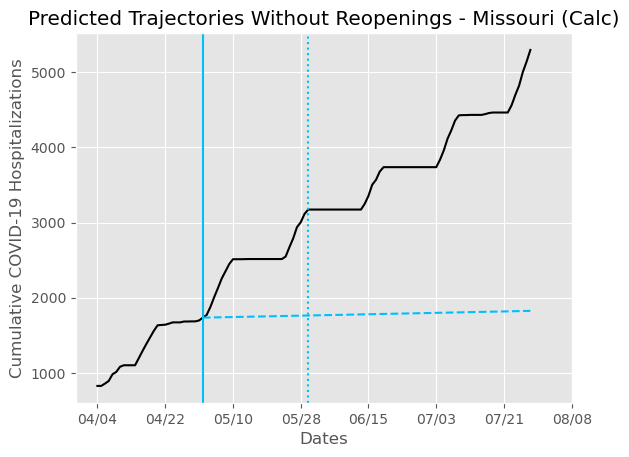 Predicted Trajectories Without Reopenings - Missouri (Calc)
Cumulative COVID-19 Hospitalizations
5000
4000
3000
2000
1000
04/04 04/22 05/10 05/28 06/15 07/03 07/21 08/08
Dates